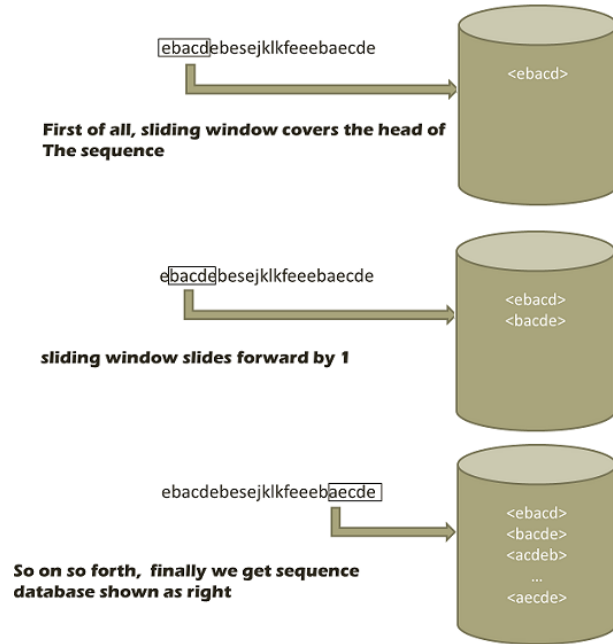 ebacdebesejklkfeeebaecde
<ebacd>
First of all, sliding window covers the head of
The sequence
ebacdebesejklkfeeebaecde
<ebacd>
<bacde>
sliding window slides forward by 1
ebacdebesejklkfeeebaecde
<ebacd>
<bacde>
<acdeb>
...
<aecde>
So on so forth, finally we get sequence
database shown as right